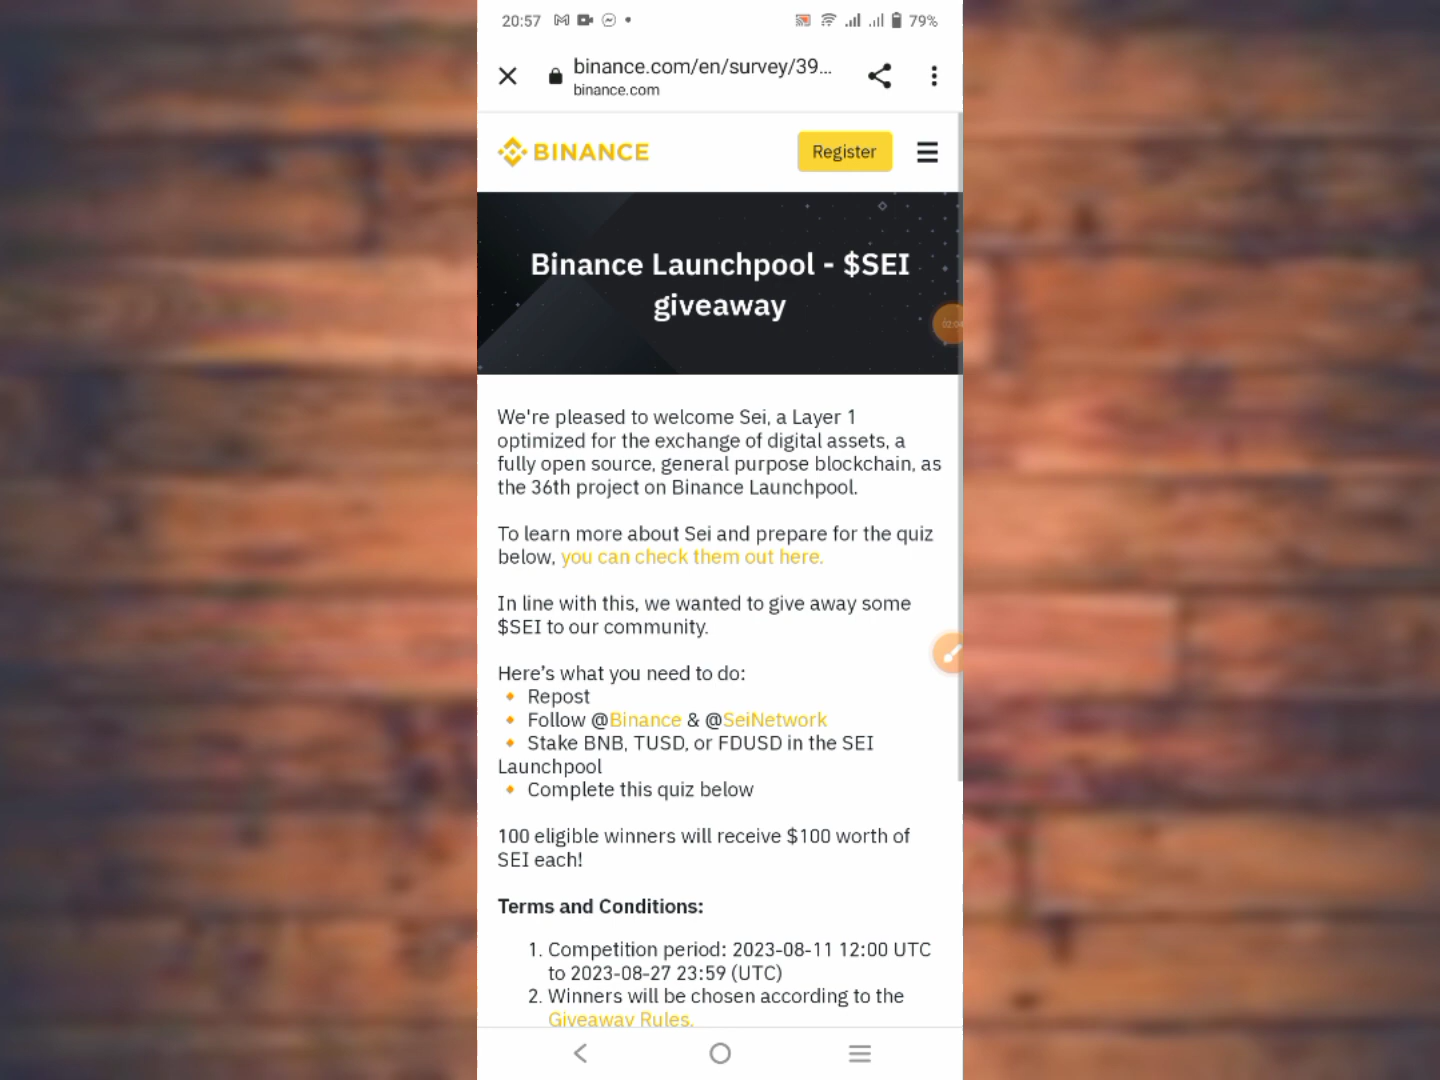 20:57
79%
binance.com/en/survey/39...
binance.com
BINANCE
Register
Binance Launchpool - $SEI
giveaway
02:04
We're pleased to welcome Sei, a Layer 1
optimized for the exchange of digital assets, a
fully open source, general purpose blockchain, as
the 36th project on Binance Launchpool.
To learn more about Sei and prepare for the quiz
below, you can check them out here.
In line with this, we wanted to give away some
$SEI to our community.
Here’s what you need to do:
🔸 Repost
🔸 Follow @Binance & @SeiNetwork
🔸 Stake BNB, TUSD, or FDUSD in the SEI
Launchpool
🔸 Complete this quiz below
100 eligible winners will receive $100 worth of
SEI each!
Terms and Conditions:
1. Competition period: 2023-08-11 12:00 UTC
to 2023-08-27 23:59 (UTC)
2. Winners will be chosen according to the
Giveaway Rules.